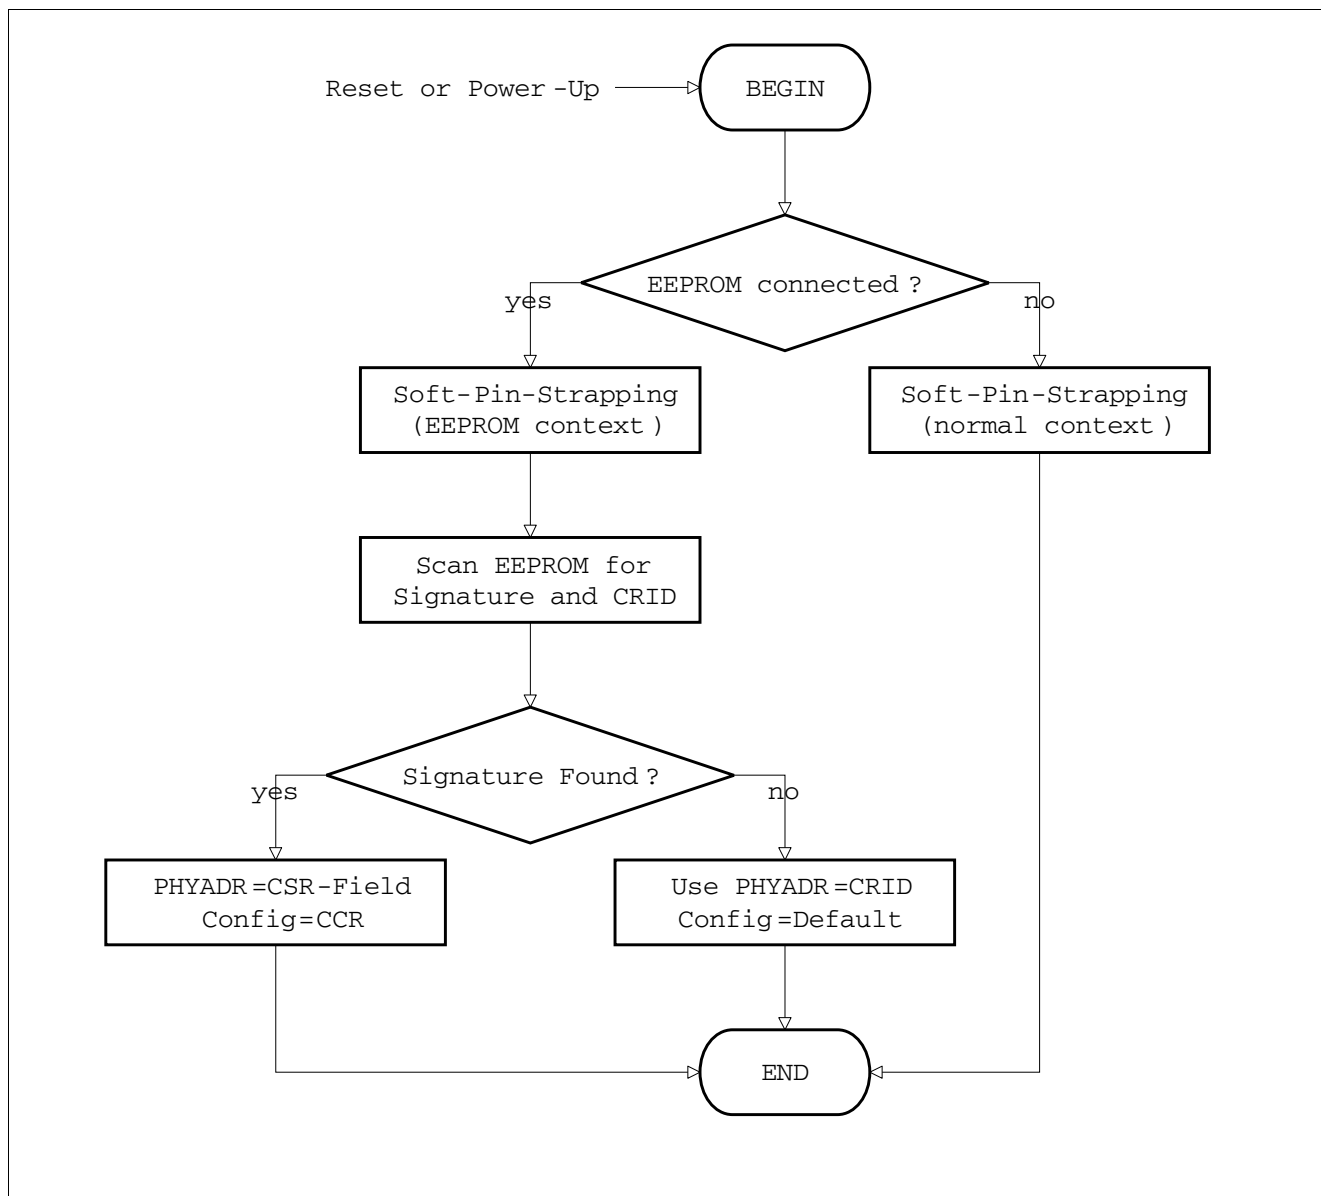 Reset or Power-Up
BEGIN
EEPROM connected?
yes
no
Soft-Pin-Strapping
(EEPROM context)
Soft-Pin-Strapping
(normal context)
Scan EEPROM for
Signature and CRID
Signature Found?
yes
no
PHYADR=CSR-Field
Config=CCR
Use PHYADR=CRID
Config=Default
END